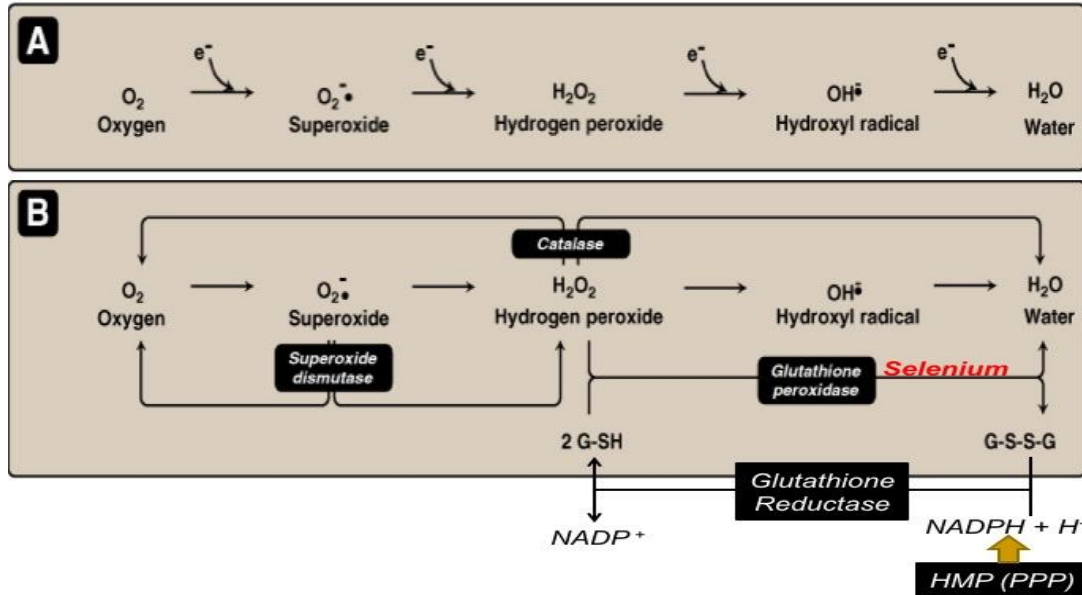 A
e⁻ e⁻ e⁻ e⁻
O₂ O₂⁻• H₂O₂ OH•̄ H₂O
Oxygen Superoxide Hydrogen peroxide Hydroxyl radical Water
B
Catalase
O₂ O₂•̄ H₂O₂ OH•̄ H₂O
Oxygen Superoxide Hydrogen peroxide Hydroxyl radical Water
Superoxide
dismutase
Glutathione
peroxidase
Selenium
2 G-SH G-S-S-G
Glutathione
Reductase
NADP⁺ NADPH + H⁺
HMP (PPP)